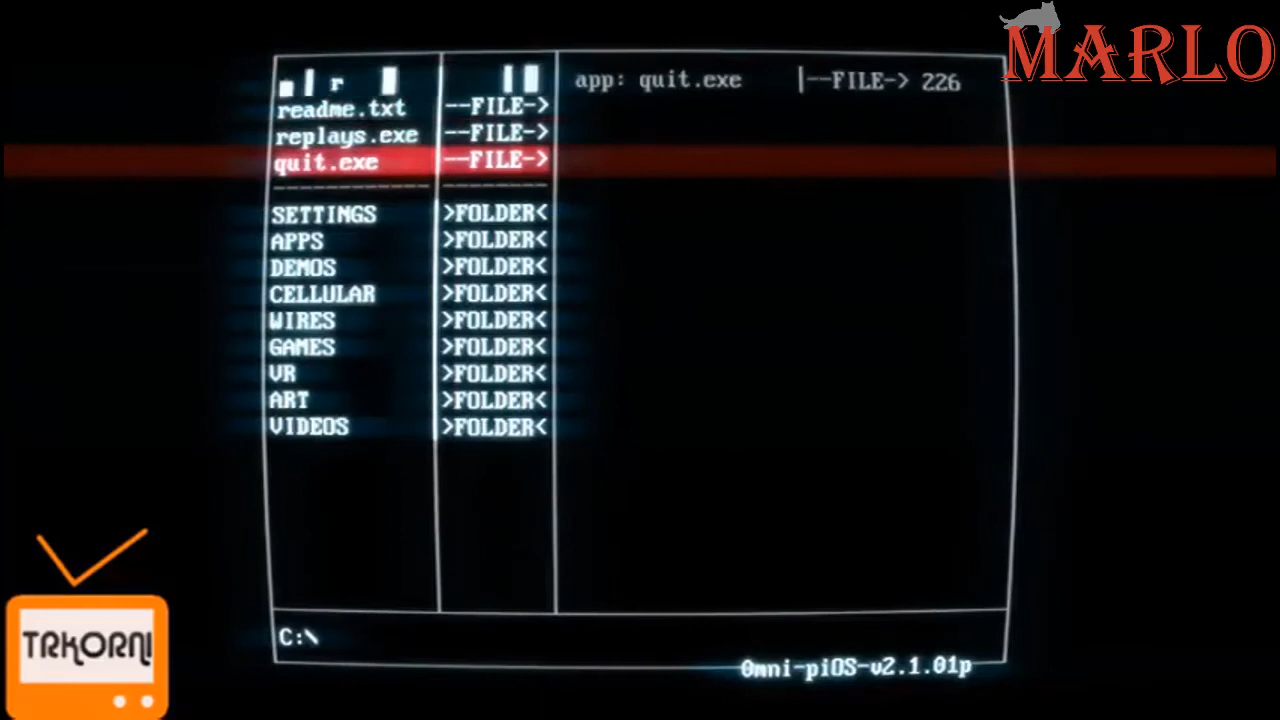 MARLO
app: quit.exe |--FILE-> 226
readme.txt --FILE->
replays.exe --FILE->
quit.exe --FILE->
SETTINGS >FOLDER<
APPS >FOLDER<
DEMOS >FOLDER<
CELLULAR >FOLDER<
WIRES >FOLDER<
GAMES >FOLDER<
VR >FOLDER<
ART >FOLDER<
VIDEOS >FOLDER<
C:\
0mni-piOS-v2.1.01p
TRKORNI